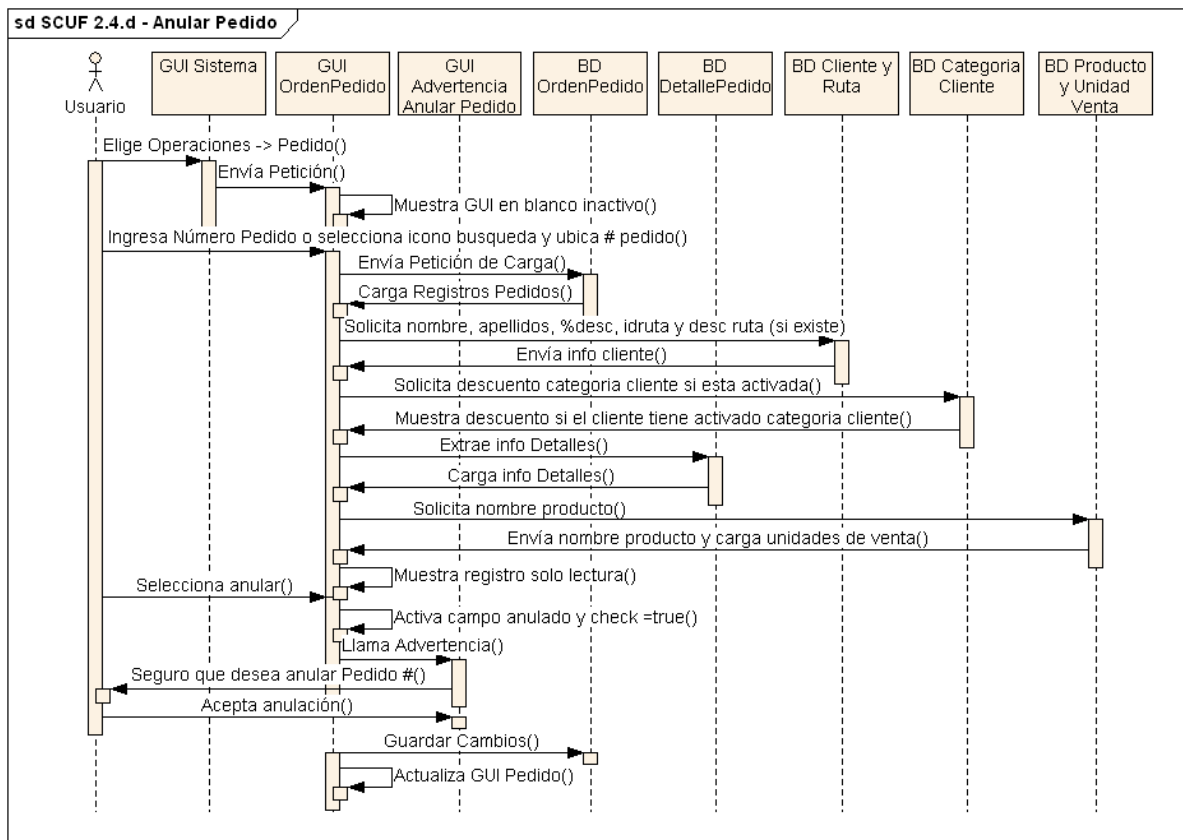 sd SCUF 2.4.d - Anular Pedido
Usuario
GUI Sistema
GUI
OrdenPedido
GUI
Advertencia
Anular Pedido
BD
OrdenPedido
BD
DetallePedido
BD Cliente y
Ruta
BD Categoria
Cliente
BD Producto
y Unidad
Venta
Elige Operaciones -> Pedido()
Envía Petición()
Muestra GUI en blanco inactivo()
Ingresa Número Pedido o selecciona icono busqueda y ubica # pedido()
Envía Petición de Carga()
Carga Registros Pedidos()
Solicita nombre, apellidos, %desc, idruta y desc ruta (si existe)
Envía info cliente()
Solicita descuento categoria cliente si esta activada()
Muestra descuento si el cliente tiene activado categoria cliente()
Extrae info Detalles()
Carga info Detalles()
Solicita nombre producto()
Envía nombre producto y carga unidades de venta()
Muestra registro solo lectura()
Selecciona anular()
Activa campo anulado y check =true()
Llama Advertencia()
Seguro que desea anular Pedido #()
Acepta anulación()
Guardar Cambios()
Actualiza GUI Pedido()